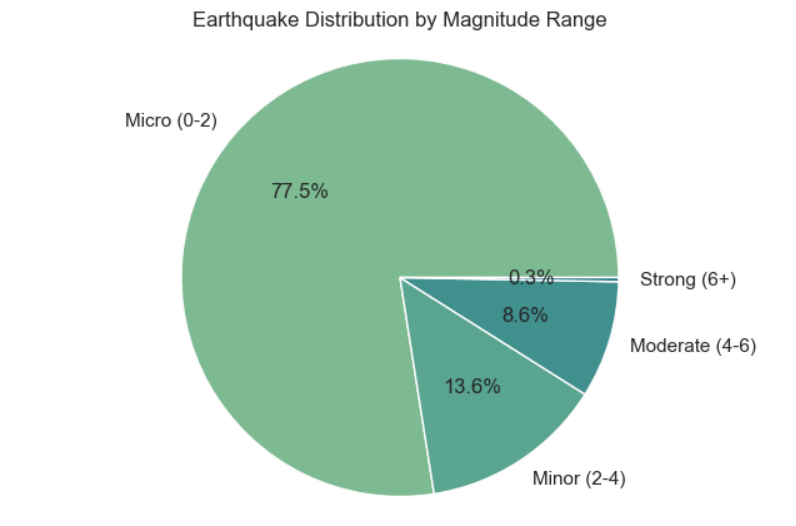 Earthquake Distribution by Magnitude Range
Micro (0-2)
77.5%
0.3%
Strong (6+)
8.6%
Moderate (4-6)
13.6%
Minor (2-4)